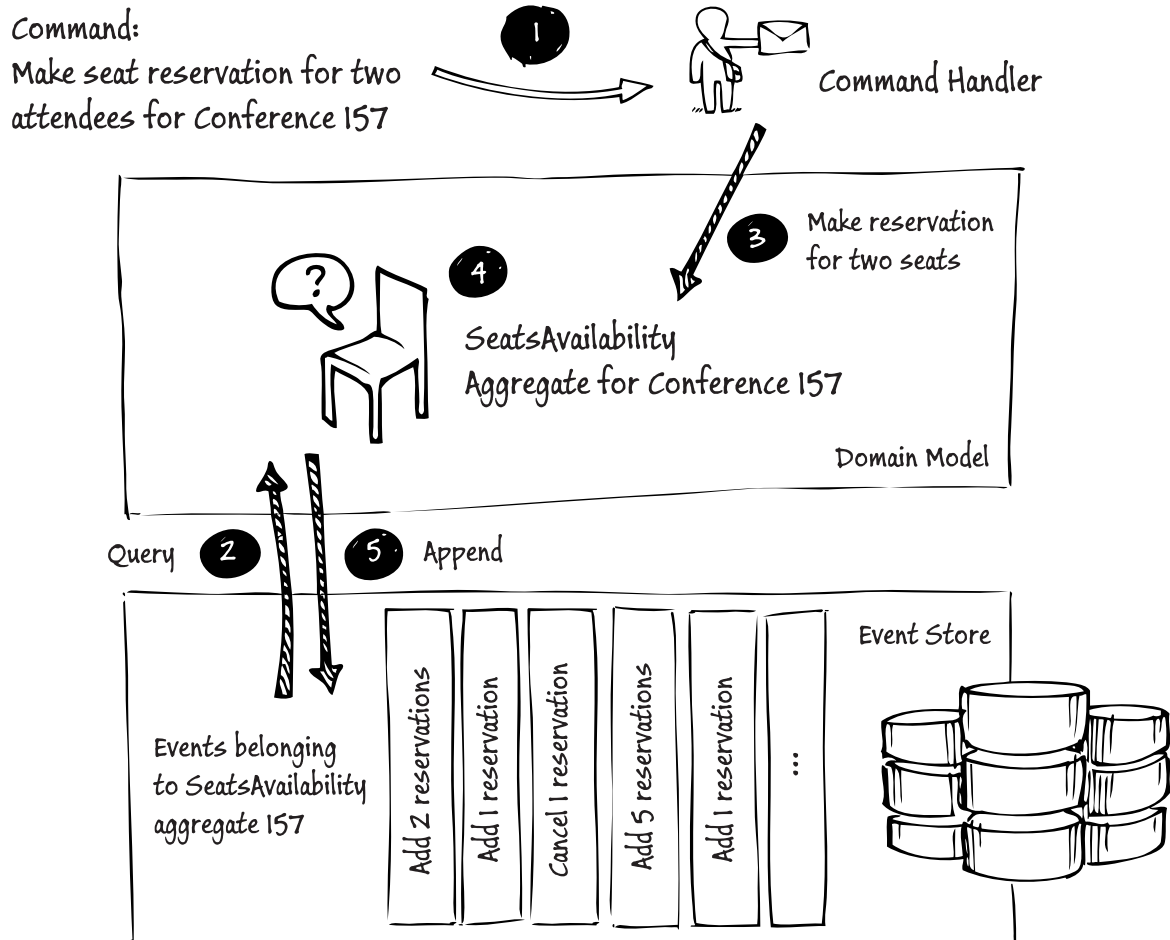 Command:
Make seat reservation for two
attendees for Conference 157
1
Command Handler
3
Make reservation
for two seats
?
4
SeatsAvailability
Aggregate for Conference 157
Domain Model
Query
2
5
Append
Event Store
Events belonging
to SeatsAvailability
aggregate 157
Add 2 reservations
Add 1 reservation
Cancel 1 reservation
Add 5 reservations
Add 1 reservation
...